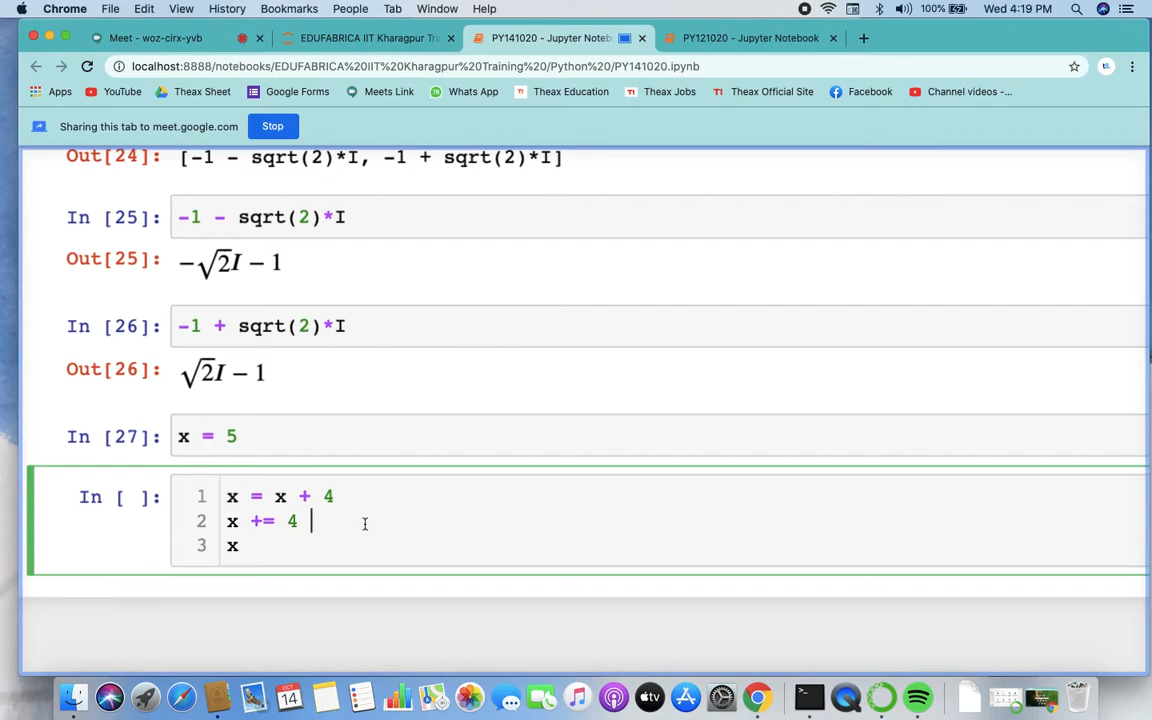 Chrome File Edit View History Bookmarks People Tab Window Help 100% Wed 4:19 PM
Meet - woz-cirx-yvb EDUFABRICA IIT Kharagpur Tra PY141020 - Jupyter Noteb PY121020 - Jupyter Notebook
localhost:8888/notebooks/EDUFABRICA%20IIT%20Kharagpur%20Training%20/Python%20/PY141020.ipynb
Apps YouTube Theax Sheet Google Forms Meets Link Whats App Theax Education Theax Jobs Theax Official Site Facebook Channel videos -...
Sharing this tab to meet.google.com Stop
Out[24]: [-1 - sqrt(2)*I, -1 + sqrt(2)*I]
In [25]: -1 - sqrt(2)*I
Out[25]: −√2I − 1
In [26]: -1 + sqrt(2)*I
Out[26]: √2I − 1
In [27]: x = 5
In [ ]: 1 x = x + 4
2 x += 4
3 x
OCT
14
tv